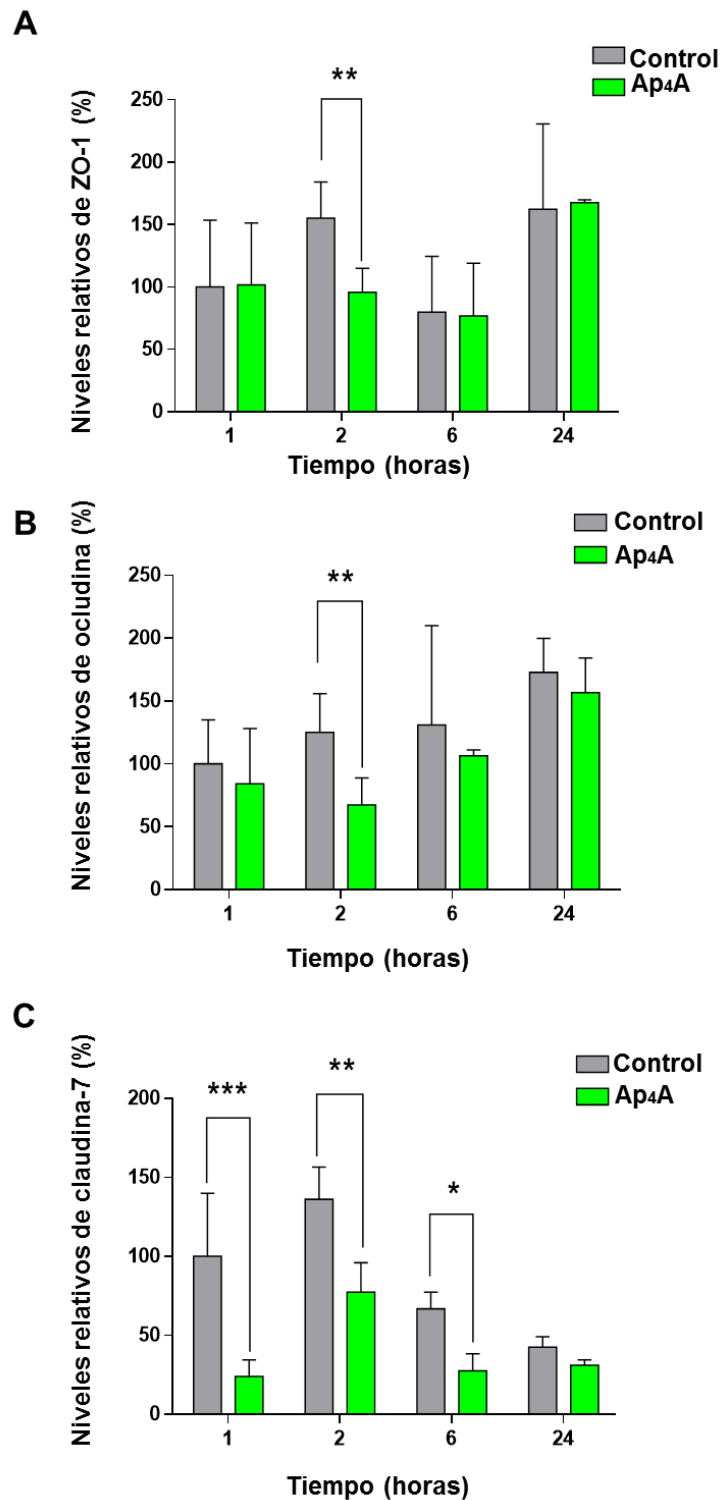 A
Control
Ap₄A
Niveles relativos de ZO-1 (%)
**
250
200
150
100
50
0
1 2 6 24
Tiempo (horas)
B
Control
Ap₄A
Niveles relativos de ocludina (%)
**
250
200
150
100
50
0
1 2 6 24
Tiempo (horas)
C
Control
Ap₄A
Niveles relativos de claudina-7 (%)
*** ** *
200
150
100
50
0
1 2 6 24
Tiempo (horas)